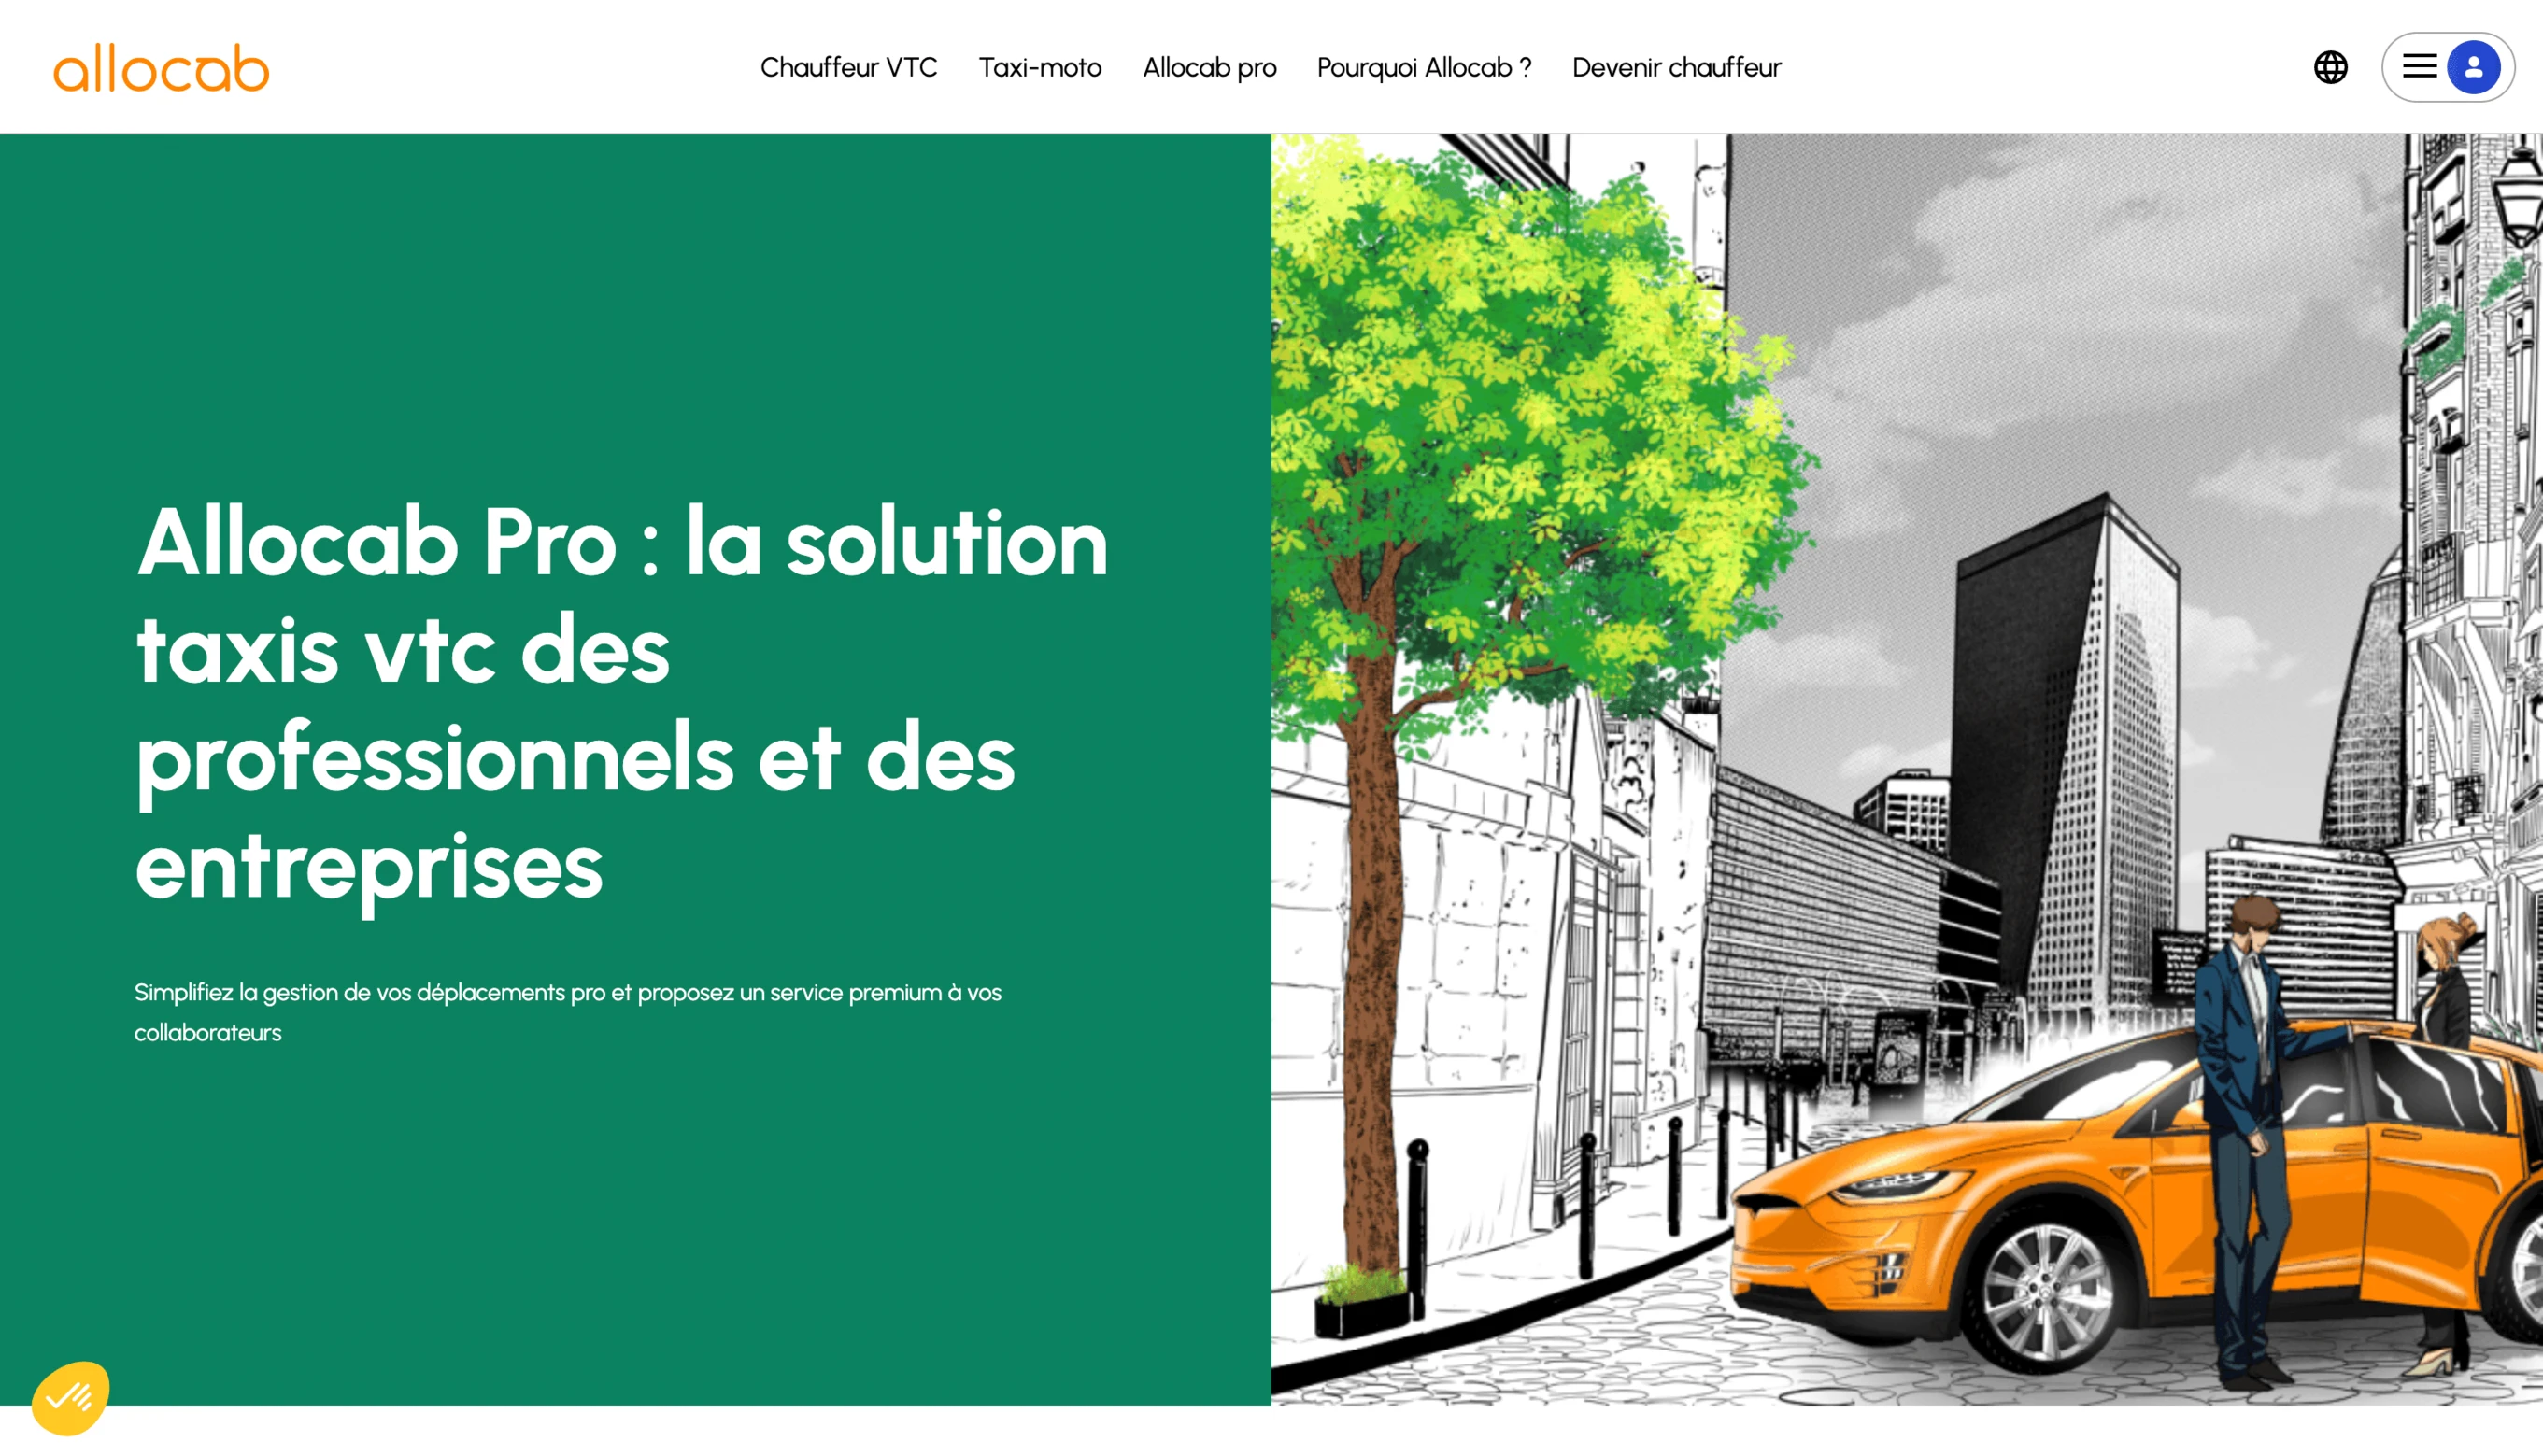 allocab
Chauffeur VTC
Taxi-moto
Allocab pro
Pourquoi Allocab ?
Devenir chauffeur
Allocab Pro : la solution
taxis vtc des
professionnels et des
entreprises
Simplifiez la gestion de vos déplacements pro et proposez un service premium à vos
collaborateurs